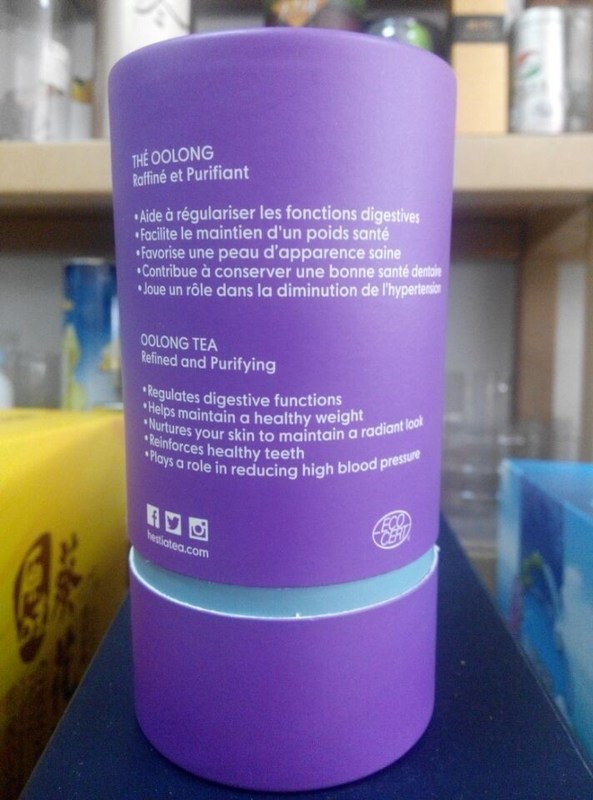 THÉ OOLONG
Raffiné et Purifiant
•Aide à régulariser les fonctions digestives
•Facilite le maintien d'un poids santé
•Favorise une peau d'apparence saine
•Contribue à conserver une bonne santé dentaire
•Joue un rôle dans la diminution de l'hypertension
OOLONG TEA
Refined and Purifying
•Regulates digestive functions
•Helps maintain a healthy weight
•Nurtures your skin to maintain a radiant look
•Reinforces healthy teeth
•Plays a role in reducing high blood pressure
hestiatea.com
ECO
CERT